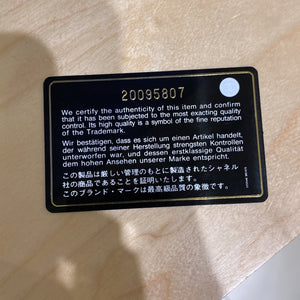 20095807
We certify the authenticity of this item and confirm
that it has been subjected to the most exacting quality
control. Its high quality is a symbol of the fine reputation
of the Trademark.
Wir bestätigen, dass es sich um einen Artikel handelt,
der während seiner Herstellung strengsten Kontrollen
unterworfen war, und dessen erstklassige Qualität
dem hohen Ansehen unserer Marke entspricht.
この製品は厳しい管理のもとに製造されたシャネル
社の商品であることを証明いたします。
このブランド・マークは最高級品質の象徴です。